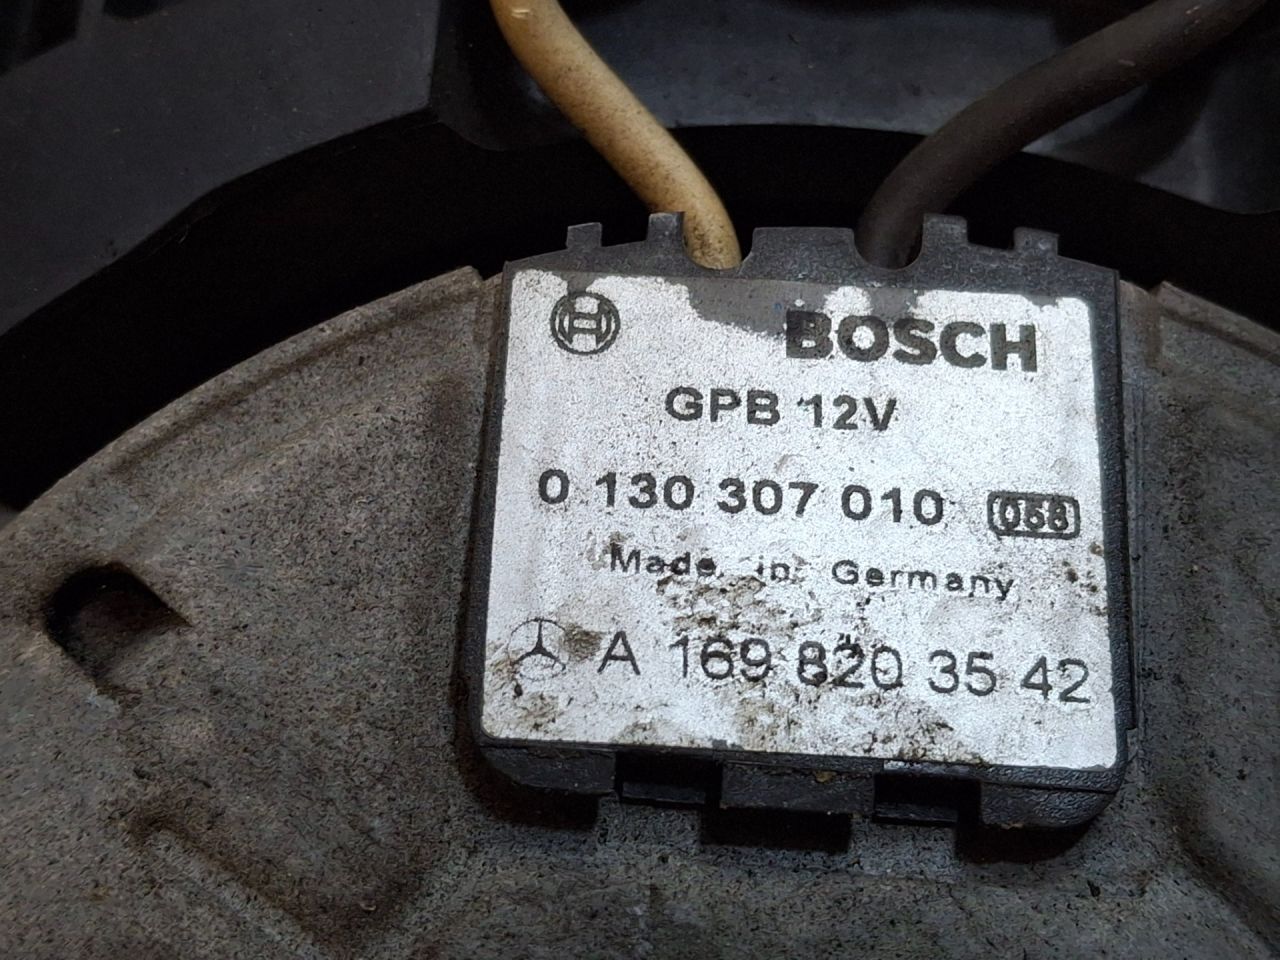 BOSCH
GPB 12V
0 130 307 010 058
Made in Germany
A 169 820 35 42